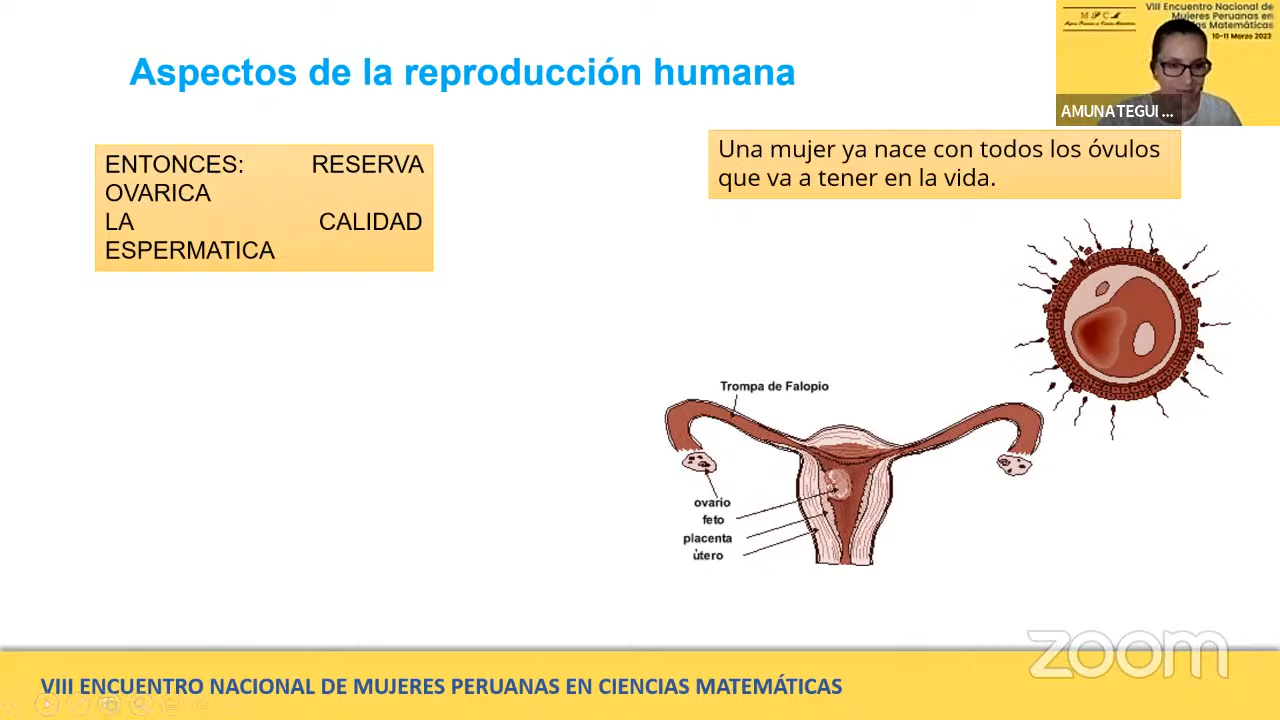 VIII Encuentro Nacional de
Mujeres Peruanas en
Matemáticas
10-11 Marzo 2023
M P C M
AMUNATEGUI ...
Aspectos de la reproducción humana
ENTONCES: RESERVA
OVARICA
LA CALIDAD
ESPERMATICA
Una mujer ya nace con todos los óvulos
que va a tener en la vida.
Trompa de Falopio
ovario
feto
placenta
útero
zoom
VIII ENCUENTRO NACIONAL DE MUJERES PERUANAS EN CIENCIAS MATEMÁTICAS